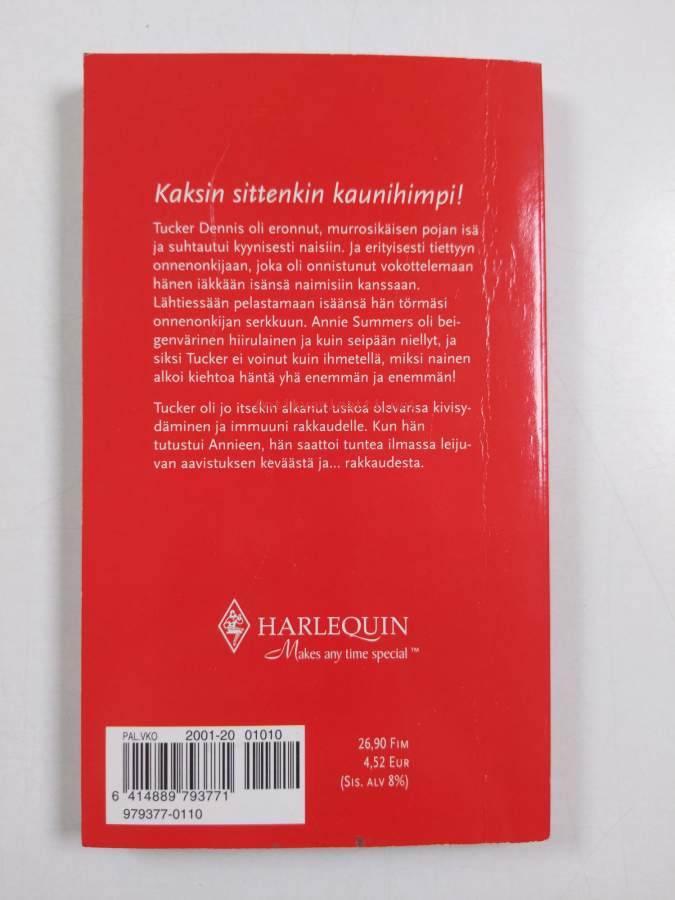 Kaksin sittenkin kaunihimpi!
Tucker Dennis oli eronnut, murrosikäisen pojan isä
ja suhtautui kyynisesti naisiin. Ja erityisesti tiettyyn
onnenonkijaan, joka oli onnistunut vokottelemaan
hänen iäkkään isänsä naimisiin kanssaan.
Lähtiessään pelastamaan isäänsä hän törmäsi
onnenonkijan serkkuun. Annie Summers oli bei-
genvärinen hiirulainen ja kuin seipään niellyt, ja
siksi Tucker ei voinut kuin ihmetellä, miksi nainen
alkoi kiehtoa häntä yhä enemmän ja enemmän!
Tucker oli jo itsekin alkanut uskoa olevansa kivisy-
däminen ja immuuni rakkaudelle. Kun hän
tutustui Annieen, hän saattoi tuntea ilmassa leiju-
van aavistuksen keväästä ja... rakkaudesta.
HARLEQUIN
Makes any time special ™
PAL.VKO 2001-20 01010
6 414889 793771
979377-0110
26,90 FIM
4,52 EUR
(SIS. ALV 8%)